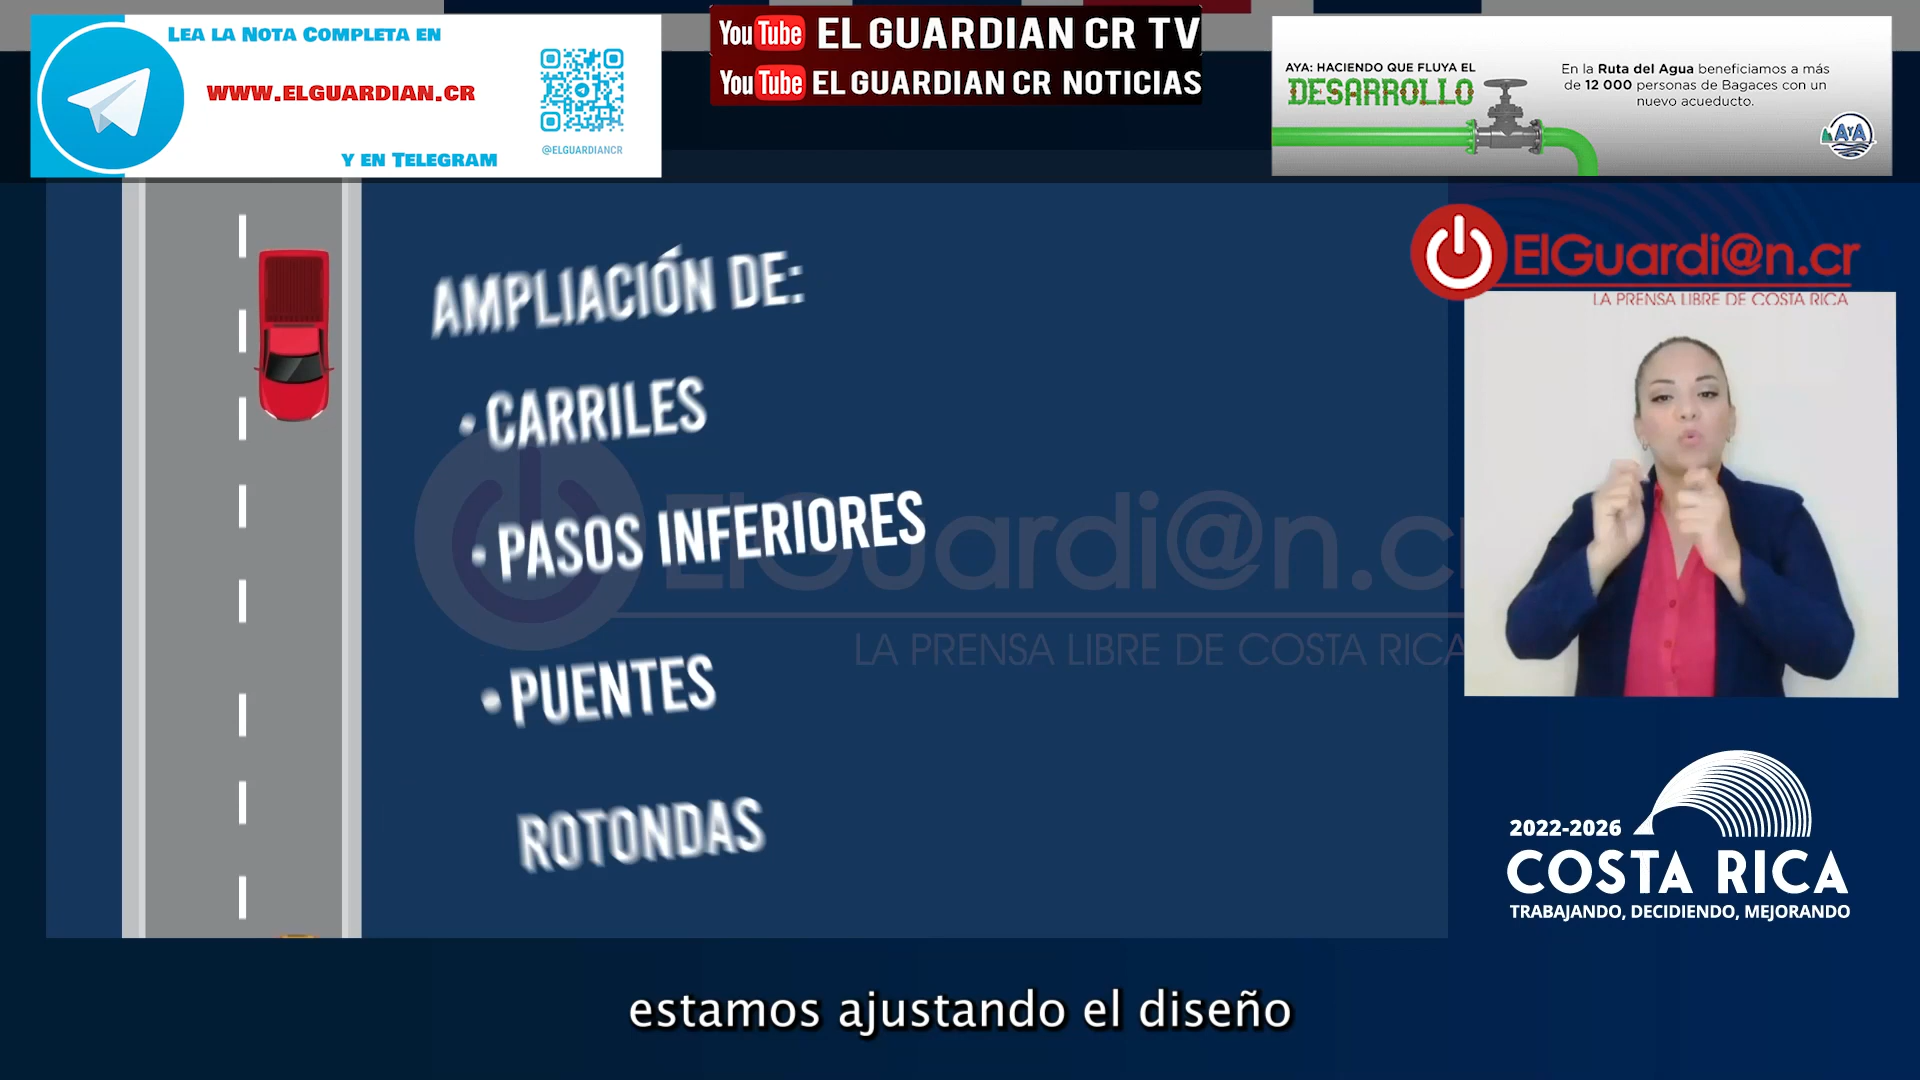 LEA LA NOTA COMPLETA EN
WWW.ELGUARDIAN.CR
@ELGUARDIANCR
Y EN TELEGRAM
YouTube EL GUARDIAN CR TV
YouTube EL GUARDIAN CR NOTICIAS
AYA: HACIENDO QUE FLUYA EL
DESARROLLO
En la Ruta del Agua beneficiamos a más
de 12 000 personas de Bagaces con un
nuevo acueducto.
AyA
ElGuardi@n.cr
LA PRENSA LIBRE DE COSTA RICA
AMPLIACIÓN DE:
• CARRILES
• PASOS INFERIORES
• PUENTES
ROTONDAS
ElGuardi@n.cr
LA PRENSA LIBRE DE COSTA RICA
2022-2026
COSTA RICA
TRABAJANDO, DECIDIENDO, MEJORANDO
estamos ajustando el diseño